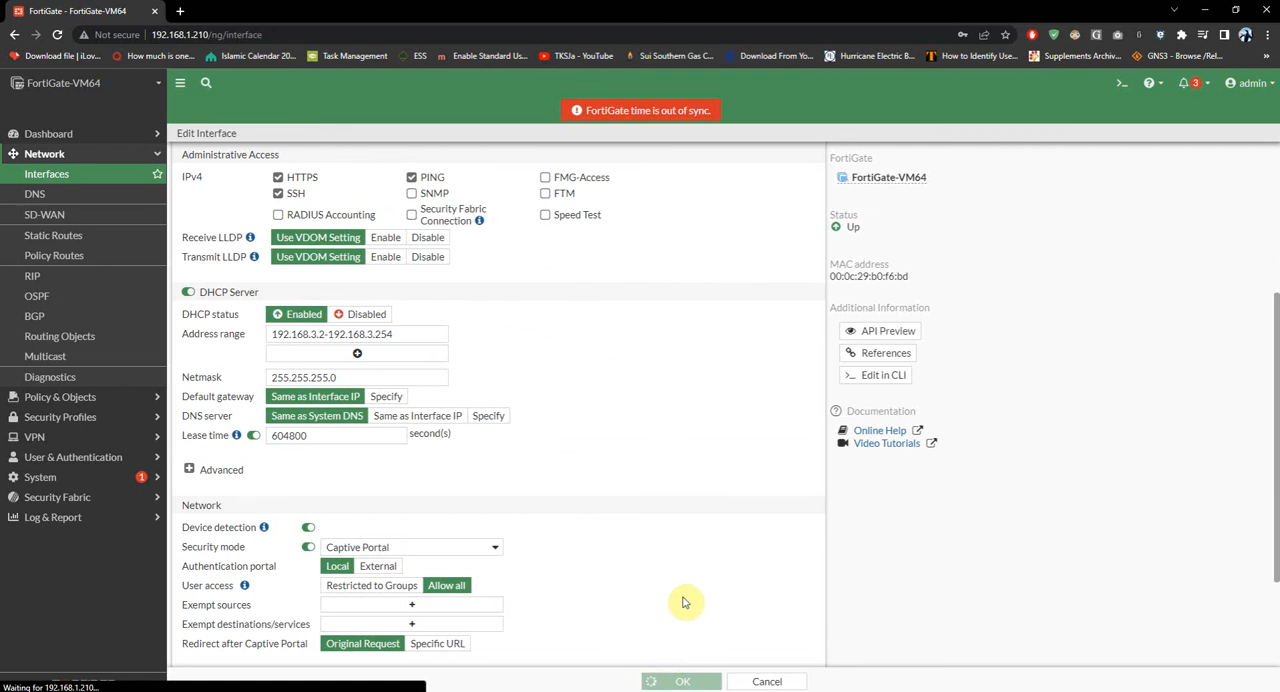 FortiGate - FortiGate-VM64
Not secure 192.168.1.210/ng/interface
Download file | iLov... How much is one... Islamic Calendar 20... Task Management ESS Enable Standard Us... TKSJa - YouTube Sui Southern Gas C... Download From You... Hurricane Electric B... How to Identify Use... Supplements Archiv... GNS3 - Browse /Rel...
FortiGate-VM64
3 admin
FortiGate time is out of sync.
Dashboard
Network
Interfaces
DNS
SD-WAN
Static Routes
Policy Routes
RIP
OSPF
BGP
Routing Objects
Multicast
Diagnostics
Policy & Objects
Security Profiles
VPN
User & Authentication
System 1
Security Fabric
Log & Report
Edit Interface
Administrative Access
IPv4 HTTPS PING FMG-Access
SSH SNMP FTM
RADIUS Accounting Security Fabric Connection Speed Test
Receive LLDP Use VDOM Setting Enable Disable
Transmit LLDP Use VDOM Setting Enable Disable
DHCP Server
DHCP status Enabled Disabled
Address range 192.168.3.2-192.168.3.254
Netmask 255.255.255.0
Default gateway Same as Interface IP Specify
DNS server Same as System DNS Same as Interface IP Specify
Lease time 604800 second(s)
Advanced
Network
Device detection
Security mode Captive Portal
Authentication portal Local External
User access Restricted to Groups Allow all
Exempt sources
Exempt destinations/services
Redirect after Captive Portal Original Request Specific URL
OK Cancel
FortiGate
FortiGate-VM64
Status
Up
MAC address
00:0c:29:b0:f6:bd
Additional Information
API Preview
References
Edit in CLI
Documentation
Online Help
Video Tutorials
Waiting for 192.168.1.210...